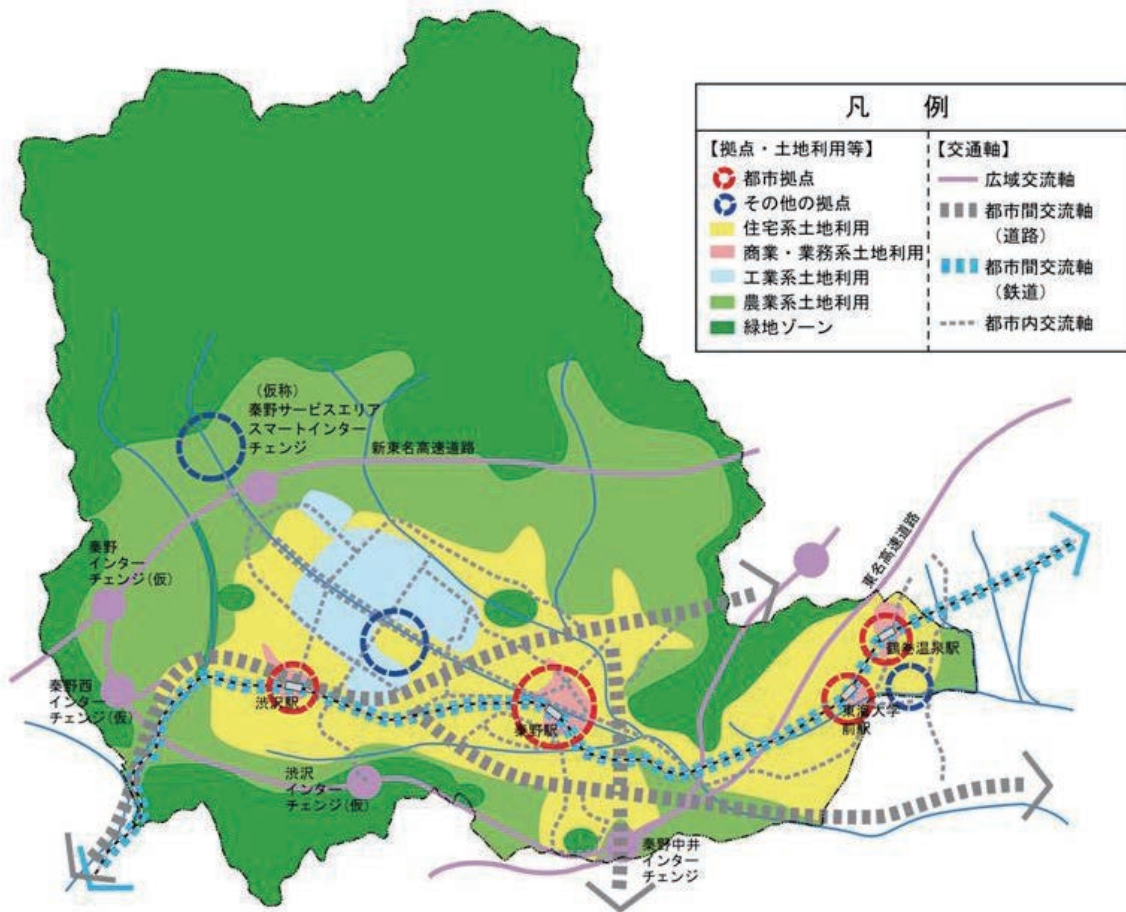 凡 例
【拠点・土地利用等】
都市拠点
その他の拠点
住宅系土地利用
商業・業務系土地利用
工業系土地利用
農業系土地利用
緑地ゾーン
【交通軸】
広域交流軸
都市間交流軸
(道路)
都市間交流軸
(鉄道)
都市内交流軸
(仮称)
秦野サービスエリア
スマートインター
チェンジ
新東名高速道路
東名高速道路
秦野
インター
チェンジ(仮)
秦野西
インター
チェンジ(仮)
渋沢駅
秦野駅
鶴巻温泉駅
東海大学
前駅
渋沢
インター
チェンジ(仮)
秦野中井
インター
チェンジ